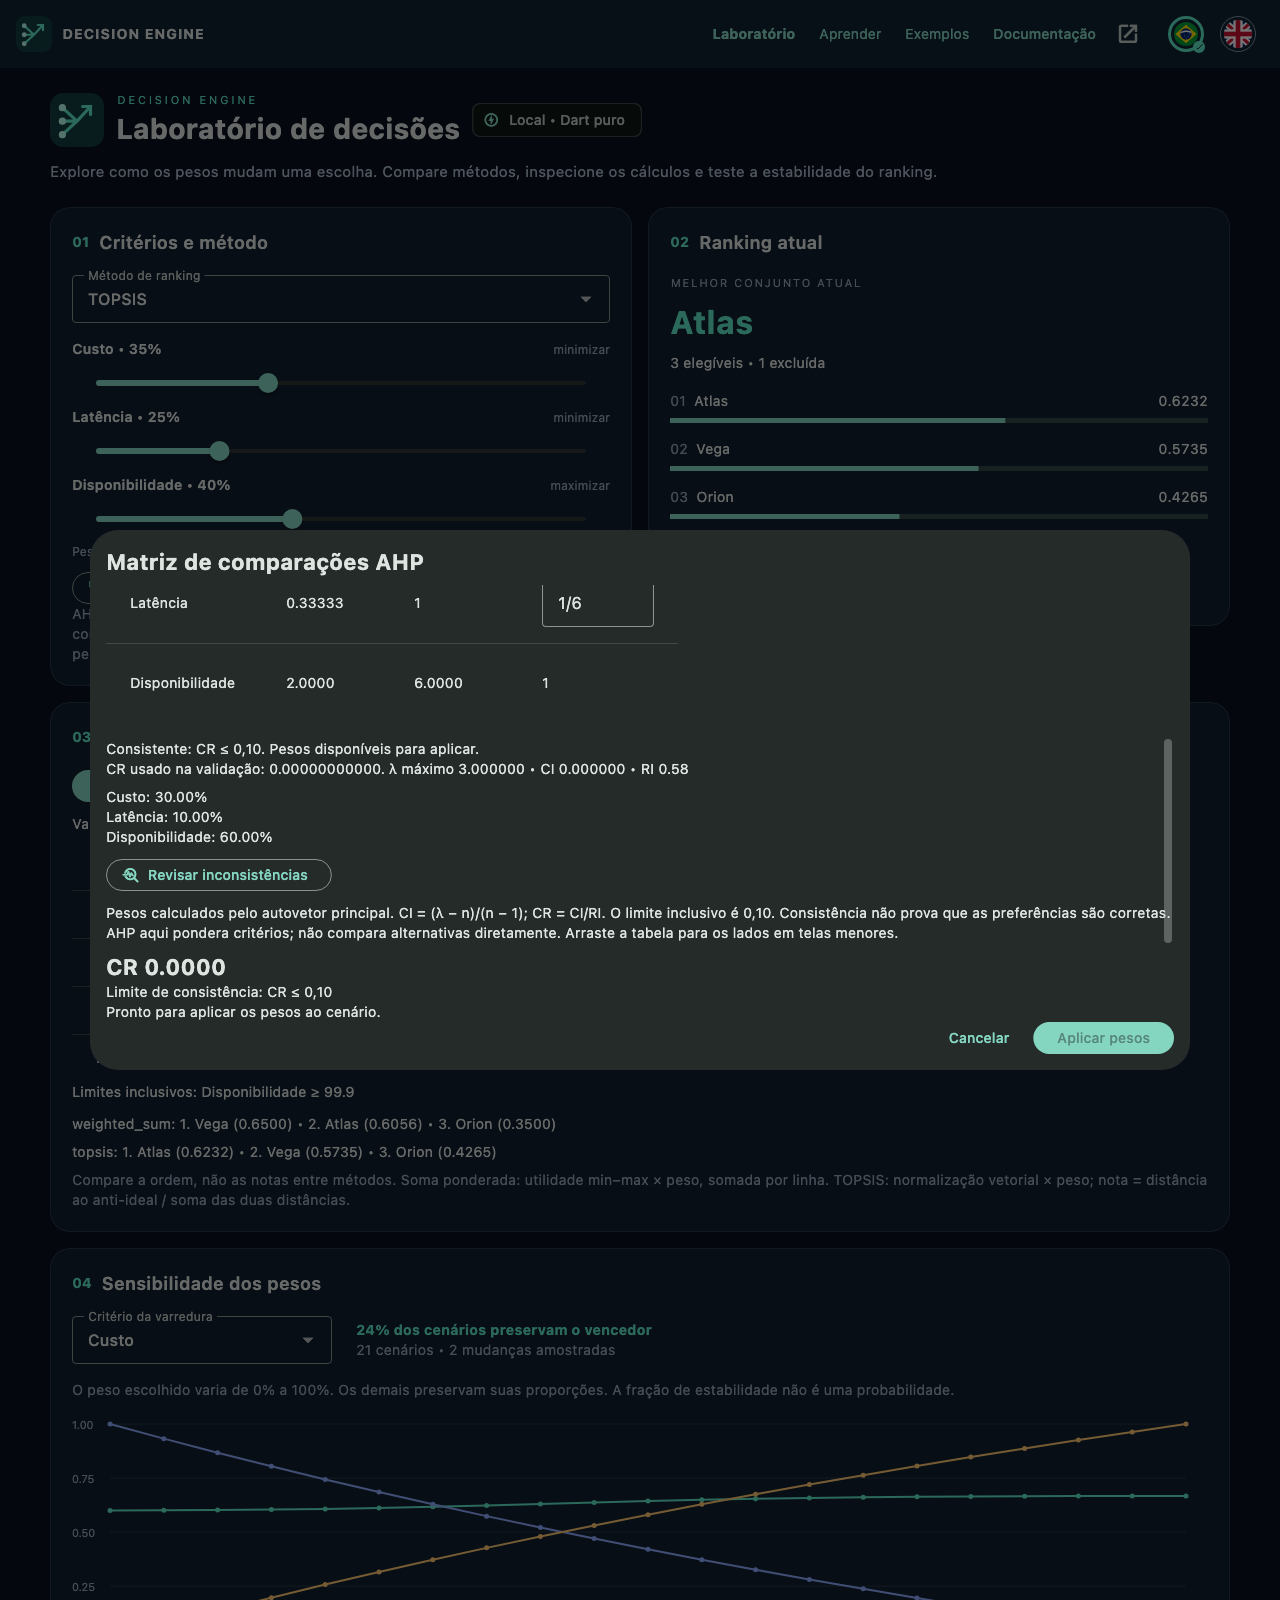 DECISION ENGINE
Laboratório
Aprender
Exemplos
Documentação
DECISION ENGINE
Laboratório de decisões
Local • Dart puro
Explore como os pesos mudam uma escolha. Compare métodos, inspecione os cálculos e teste a estabilidade do ranking.
01 Critérios e método
Método de ranking
TOPSIS
Custo • 35%
minimizar
Latência • 25%
minimizar
Disponibilidade • 40%
maximizar
Pes
AH
co
pe
02 Ranking atual
MELHOR CONJUNTO ATUAL
Atlas
3 elegíveis • 1 excluída
01 Atlas 0.6232
02 Vega 0.5735
03 Orion 0.4265
Matriz de comparações AHP
Latência 0.33333 1 1/6
Disponibilidade 2.0000 6.0000 1
Consistente: CR ≤ 0,10. Pesos disponíveis para aplicar.
CR usado na validação: 0.00000000000. λ máximo 3.000000 • CI 0.000000 • RI 0.58
Custo: 30.00%
Latência: 10.00%
Disponibilidade: 60.00%
Revisar inconsistências
Pesos calculados pelo autovetor principal. CI = (λ − n)/(n − 1); CR = CI/RI. O limite inclusivo é 0,10. Consistência não prova que as preferências são corretas.
AHP aqui pondera critérios; não compara alternativas diretamente. Arraste a tabela para os lados em telas menores.
CR 0.0000
Limite de consistência: CR ≤ 0,10
Pronto para aplicar os pesos ao cenário.
Cancelar
Aplicar pesos
03
Va
Limites inclusivos: Disponibilidade ≥ 99.9
weighted_sum: 1. Vega (0.6500) • 2. Atlas (0.6056) • 3. Orion (0.3500)
topsis: 1. Atlas (0.6232) • 2. Vega (0.5735) • 3. Orion (0.4265)
Compare a ordem, não as notas entre métodos. Soma ponderada: utilidade min–max × peso, somada por linha. TOPSIS: normalização vetorial × peso; nota = distância
ao anti-ideal / soma das duas distâncias.
04 Sensibilidade dos pesos
Critério da varredura
Custo
24% dos cenários preservam o vencedor
21 cenários • 2 mudanças amostradas
O peso escolhido varia de 0% a 100%. Os demais preservam suas proporções. A fração de estabilidade não é uma probabilidade.
1.00
0.75
0.50
0.25